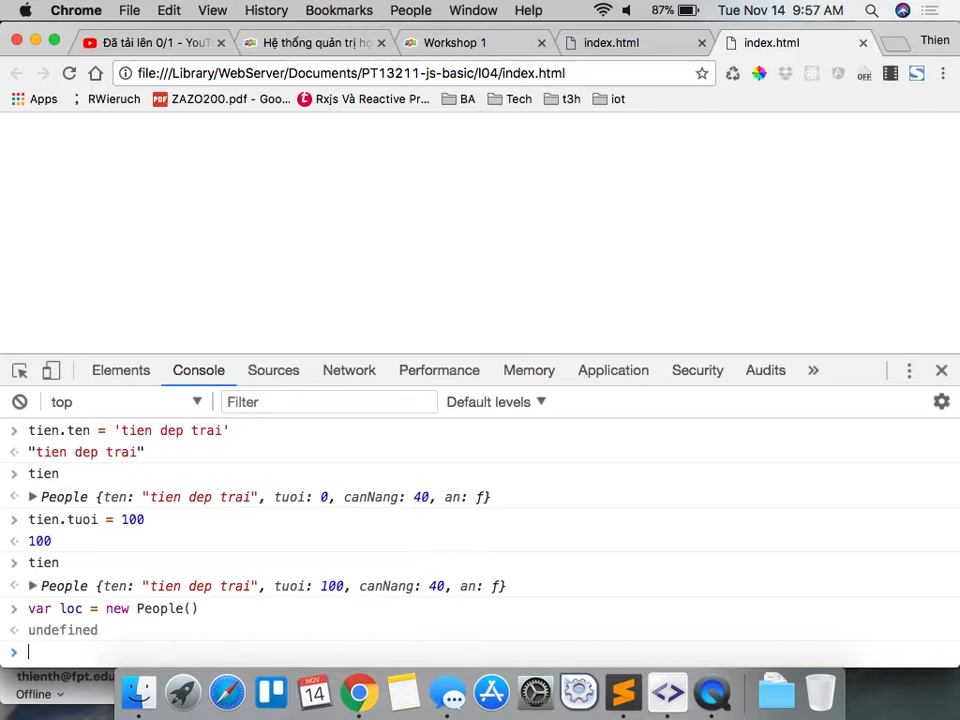 Chrome File Edit View History Bookmarks People Window Help 87% Tue Nov 14 9:57 AM
Đã tải lên 0/1 - YouT Hệ thống quản trị họ Workshop 1 index.html index.html Thien
file:///Library/WebServer/Documents/PT13211-js-basic/l04/index.html OFF
Apps RWieruch PDF ZAZO200.pdf - Goo... Rxjs Và Reactive Pr... BA Tech t3h iot
Elements Console Sources Network Performance Memory Application Security Audits
top Filter Default levels
tien.ten = 'tien dep trai'
"tien dep trai"
tien
People {ten: "tien dep trai", tuoi: 0, canNang: 40, an: ƒ}
tien.tuoi = 100
100
tien
People {ten: "tien dep trai", tuoi: 100, canNang: 40, an: ƒ}
var loc = new People()
undefined
thienth@fpt.edu
Offline
NOV
14